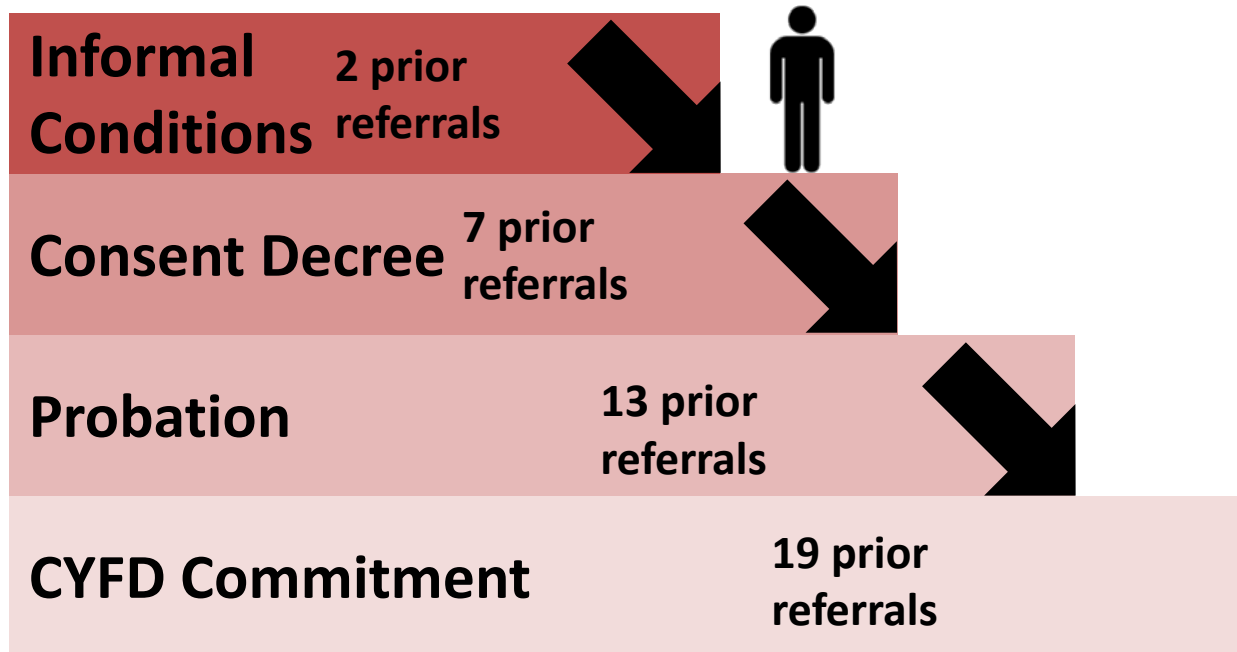 Informal
Conditions
2 prior
referrals
Consent Decree
7 prior
referrals
Probation
13 prior
referrals
CYFD Commitment
19 prior
referrals